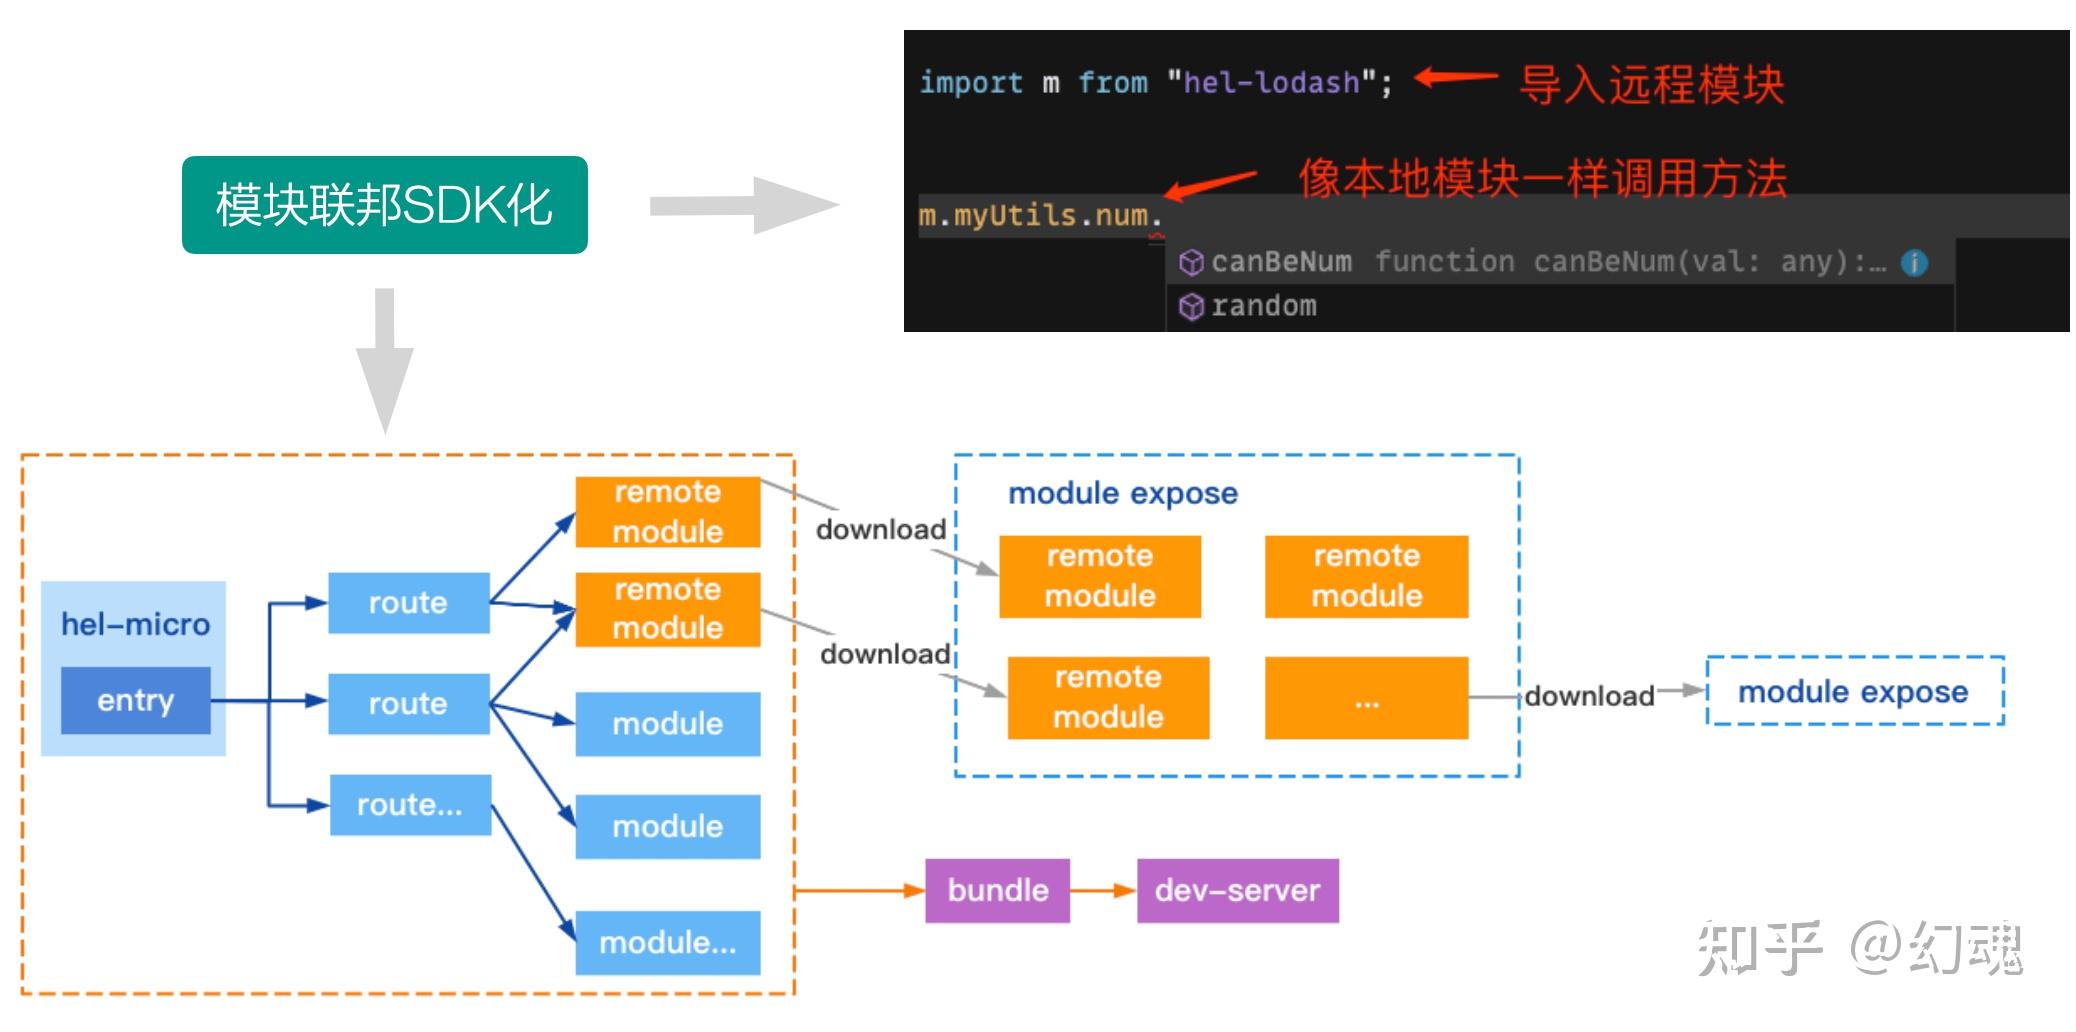 import m from "hel-lodash";
导入远程模块
像本地模块一样调用方法
m.myUtils.num.
canBeNum function canBeNum(val: any):…
random
模块联邦SDK化
hel-micro
entry
route
route
route...
remote
module
remote
module
module
module
module...
download
download
module expose
remote
module
remote
module
remote
module
...
download
module expose
bundle
dev-server
知乎 @幻魂